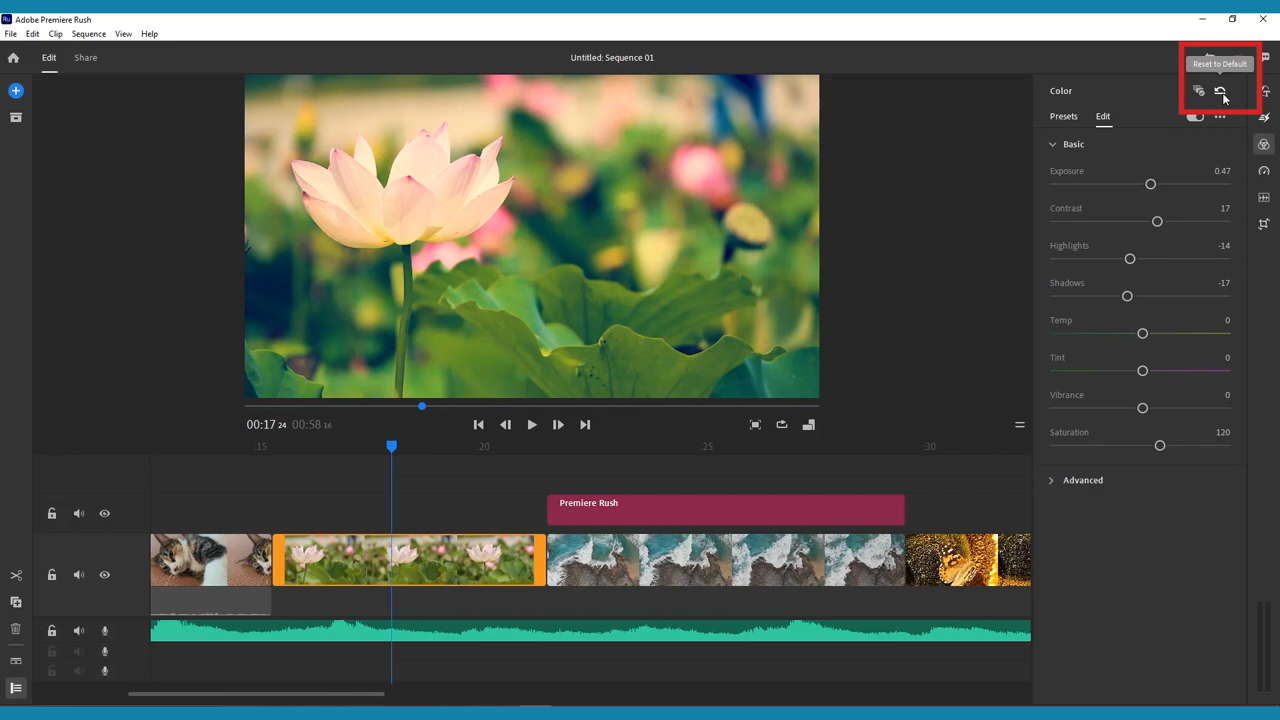 Ru Adobe Premiere Rush
File Edit Clip Sequence View Help
Edit Share Untitled: Sequence 01
Reset to Default
Color
Presets Edit
Basic
Exposure 0.47
Contrast 17
Highlights -14
Shadows -17
Temp 0
Tint 0
Vibrance 0
Saturation 120
Advanced
00:17 24 00:58 16
:15 :20 :25 :30
Premiere Rush